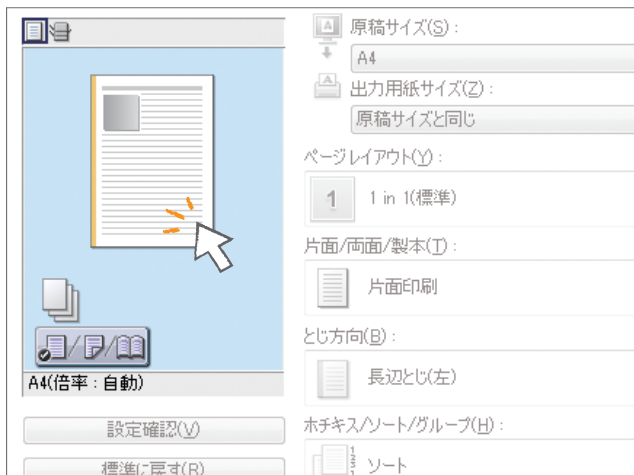 原稿サイズ(S) :
A4
出力用紙サイズ(Z) :
原稿サイズと同じ
ページレイアウト(Y) :
1
1 in 1(標準)
片面/両面/製本(T) :
片面印刷
とじ方向(B) :
長辺とじ(左)
ホチキス/ソート/グループ(H) :
ソート
A4(倍率 : 自動)
設定確認(V)
標準に戻す(R)